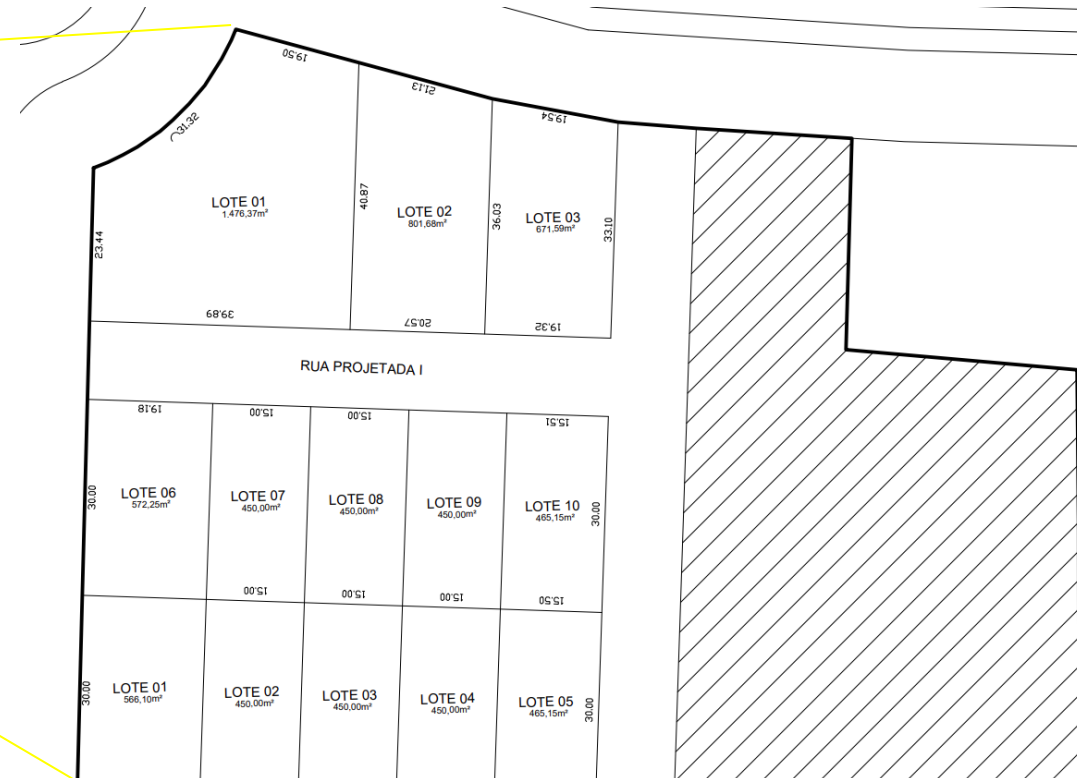 19.50
21.13
19.54
31.32
LOTE 01
1.476,37m²
40.87
LOTE 02
801,68m²
36.03
LOTE 03
671,59m²
33.10
23.44
39.89
20.57
19.32
RUA PROJETADA I
19.18
15.00
15.00
15.51
30.00
LOTE 06
572,25m²
LOTE 07
450,00m²
LOTE 08
450,00m²
LOTE 09
450,00m²
LOTE 10
465,15m²
30.00
15.00
15.00
15.00
15.50
30.00
LOTE 01
566,10m²
LOTE 02
450,00m²
LOTE 03
450,00m²
LOTE 04
450,00m²
LOTE 05
465,15m²
30.00